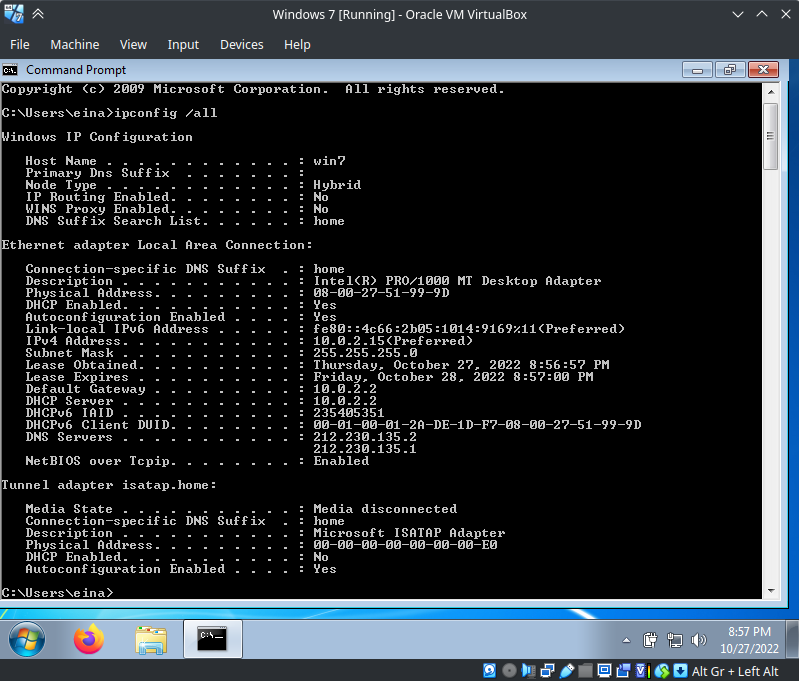 Windows 7 [Running] - Oracle VM VirtualBox
File Machine View Input Devices Help
Command Prompt
Copyright (c) 2009 Microsoft Corporation.  All rights reserved.
C:\Users\eina>ipconfig /all
Windows IP Configuration
   Host Name . . . . . . . . . . . . : win7
   Primary Dns Suffix  . . . . . . . :
   Node Type . . . . . . . . . . . . : Hybrid
   IP Routing Enabled. . . . . . . . : No
   WINS Proxy Enabled. . . . . . . . : No
   DNS Suffix Search List. . . . . . : home
Ethernet adapter Local Area Connection:
   Connection-specific DNS Suffix  . : home
   Description . . . . . . . . . . . : Intel(R) PRO/1000 MT Desktop Adapter
   Physical Address. . . . . . . . . : 08-00-27-51-99-9D
   DHCP Enabled. . . . . . . . . . . : Yes
   Autoconfiguration Enabled . . . . : Yes
   Link-local IPv6 Address . . . . . : fe80::4c66:2b05:1014:9169%11(Preferred)
   IPv4 Address. . . . . . . . . . . : 10.0.2.15(Preferred)
   Subnet Mask . . . . . . . . . . . : 255.255.255.0
   Lease Obtained. . . . . . . . . . : Thursday, October 27, 2022 8:56:57 PM
   Lease Expires . . . . . . . . . . : Friday, October 28, 2022 8:57:00 PM
   Default Gateway . . . . . . . . . : 10.0.2.2
   DHCP Server . . . . . . . . . . . : 10.0.2.2
   DHCPv6 IAID . . . . . . . . . . . : 235405351
   DHCPv6 Client DUID. . . . . . . . : 00-01-00-01-2A-DE-1D-F7-08-00-27-51-99-9D
   DNS Servers . . . . . . . . . . . : 212.230.135.2
                                       212.230.135.1
   NetBIOS over Tcpip. . . . . . . . : Enabled
Tunnel adapter isatap.home:
   Media State . . . . . . . . . . . : Media disconnected
   Connection-specific DNS Suffix  . : home
   Description . . . . . . . . . . . : Microsoft ISATAP Adapter
   Physical Address. . . . . . . . . : 00-00-00-00-00-00-00-E0
   DHCP Enabled. . . . . . . . . . . : No
   Autoconfiguration Enabled . . . . : Yes
C:\Users\eina>
8:57 PM
10/27/2022
Alt Gr + Left Alt